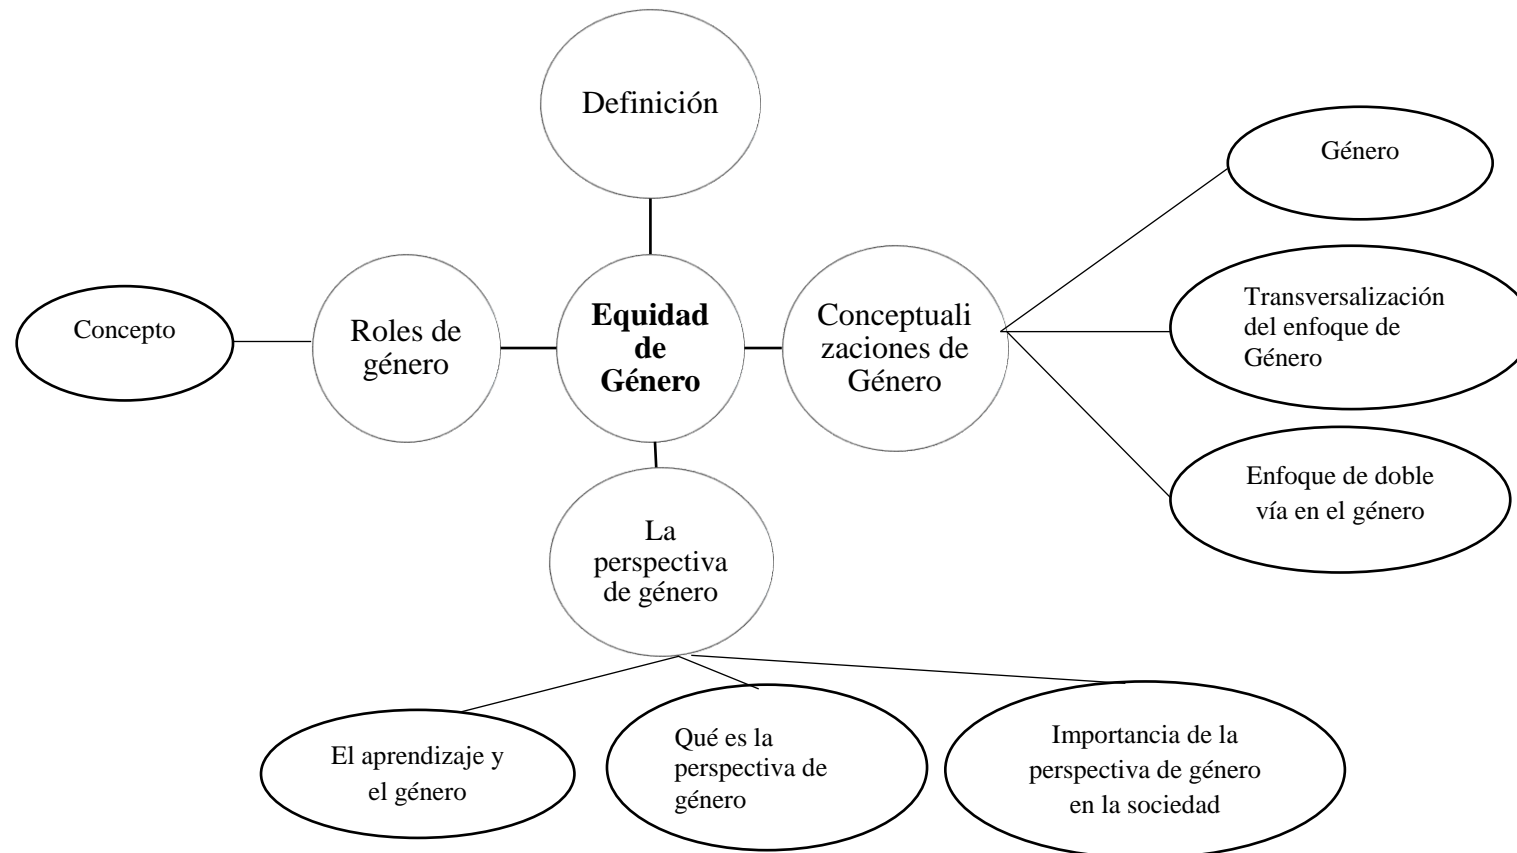 Definición
Género
Concepto
Roles de
género
Equidad
de
Género
Conceptuali
zaciones de
Género
Transversalización
del enfoque de
Género
Enfoque de doble
vía en el género
La
perspectiva
de género
El aprendizaje y
el género
Qué es la
perspectiva de
género
Importancia de la
perspectiva de género
en la sociedad